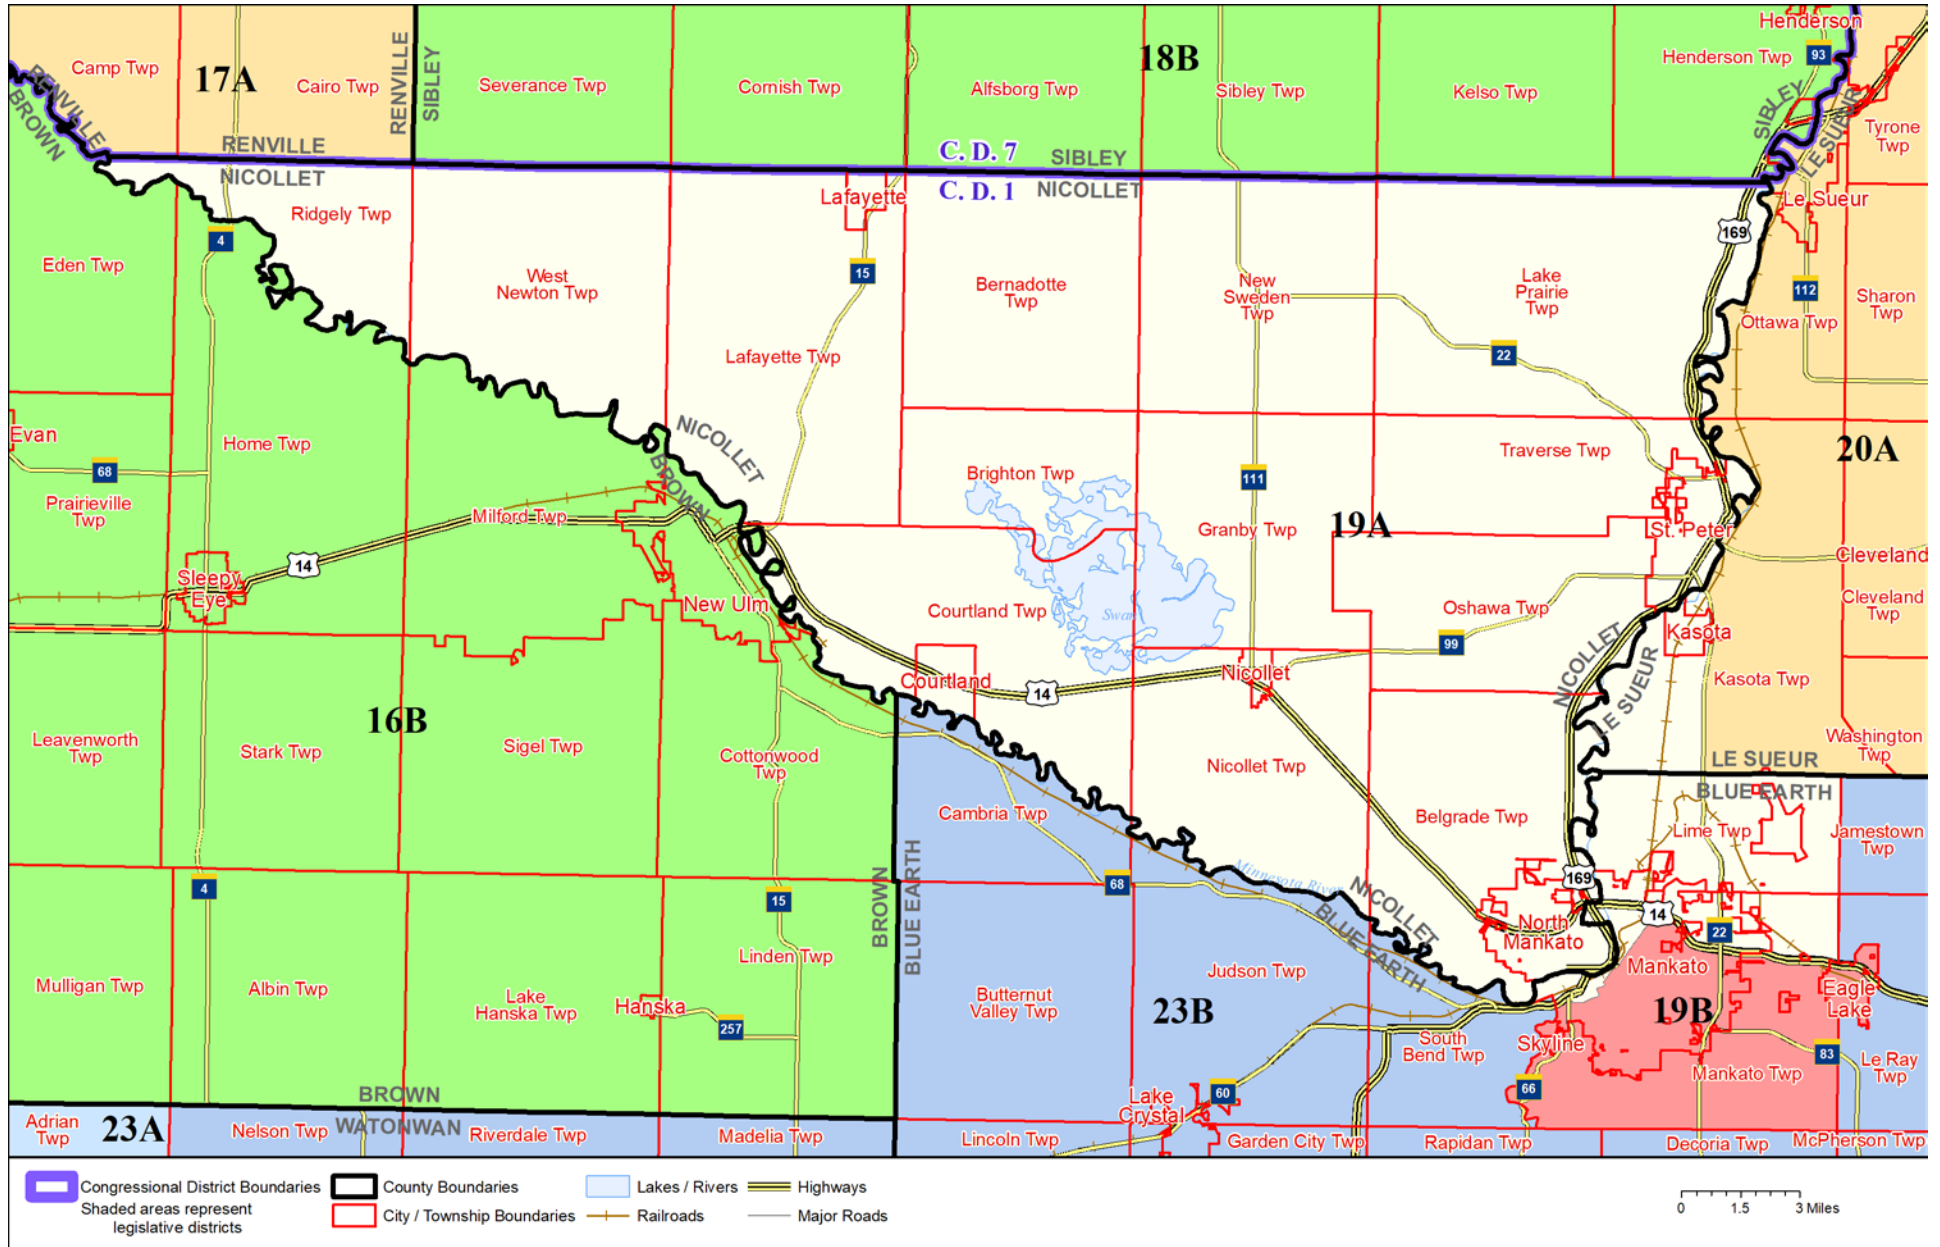 Henderson
93
Henderson Twp
Camp Twp
17A
Cairo Twp
RENVILLE
SIBLEY
Severance Twp
Cornish Twp
Alfsborg Twp
18B
Sibley Twp
Kelso Twp
SIBLEY
LE SUEUR
Tyrone
Twp
RENVILLE
BROWN
RENVILLE
NICOLLET
C. D. 7
SIBLEY
C. D. 1
NICOLLET
Lafayette
Le Sueur
Ridgely Twp
169
4
Eden Twp
15
West
Newton Twp
Bernadotte
Twp
New
Sweden
Twp
Lake
Prairie
Twp
112
Sharon
Twp
Ottawa Twp
Lafayette Twp
22
Evan
Home Twp
68
Prairieville
Twp
NICOLLET
BROWN
Milford Twp
Brighton Twp
111
Traverse Twp
20A
Granby Twp
19A
St. Peter
Cleveland
Cleveland
Twp
14
Sleepy
Eye
New Ulm
Courtland Twp
Swan
Oshawa Twp
99
Kasota
NICOLLET
LE SUEUR
Kasota Twp
Courtland
14
Nicollet
16B
Leavenworth
Twp
Stark Twp
Sigel Twp
Cottonwood
Twp
Nicollet Twp
Washington
Twp
LE SUEUR
BLUE EARTH
Cambria Twp
Belgrade Twp
Lime Twp
Jamestown
Twp
4
15
BROWN
BLUE EARTH
68
Minnesota River
NICOLLET
BLUE EARTH
169
14
22
North
Mankato
Mankato
Linden Twp
Mulligan Twp
Albin Twp
Lake
Hanska Twp
Hanska
257
Butternut
Valley Twp
Judson Twp
23B
Eagle
Lake
19B
South
Bend Twp
Skyline
83
Le Ray
Twp
Mankato Twp
66
60
Lake
Crystal
BROWN
WATONWAN
Adrian
Twp
23A
Nelson Twp
Riverdale Twp
Madelia Twp
Lincoln Twp
Garden City Twp
Rapidan Twp
Decoria Twp
McPherson Twp
Congressional District Boundaries
County Boundaries
Lakes / Rivers
Highways
Shaded areas represent
legislative districts
City / Township Boundaries
Railroads
Major Roads
0 1.5 3 Miles